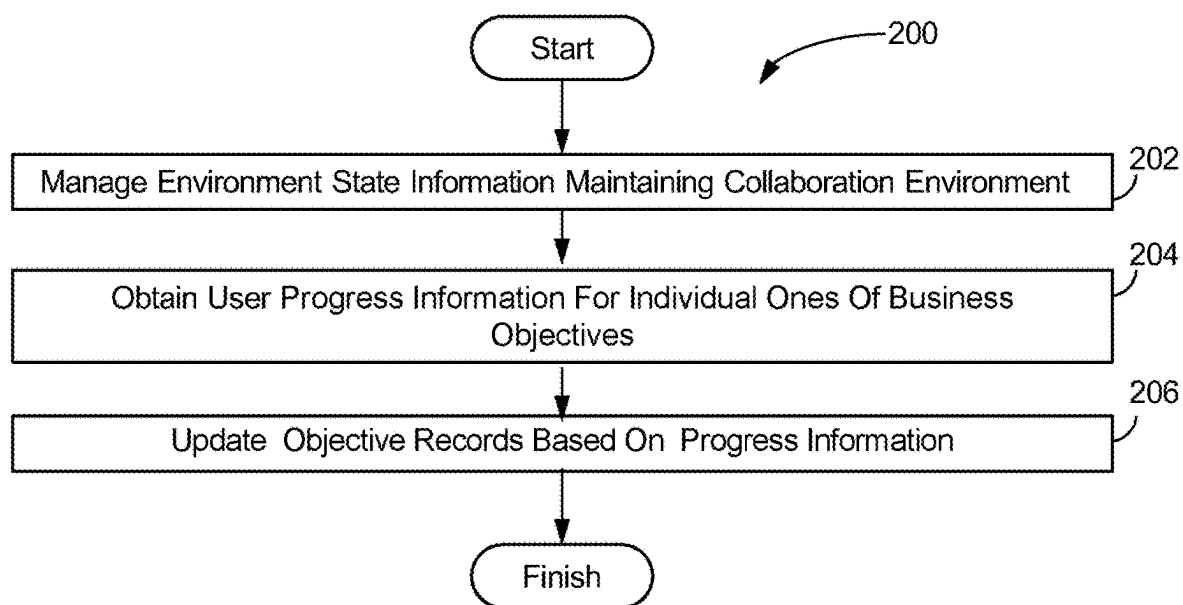 Start
200
202
Manage Environment State Information Maintaining Collaboration Environment
204
Obtain User Progress Information For Individual Ones Of Business
Objectives
206
Update Objective Records Based On Progress Information
Finish